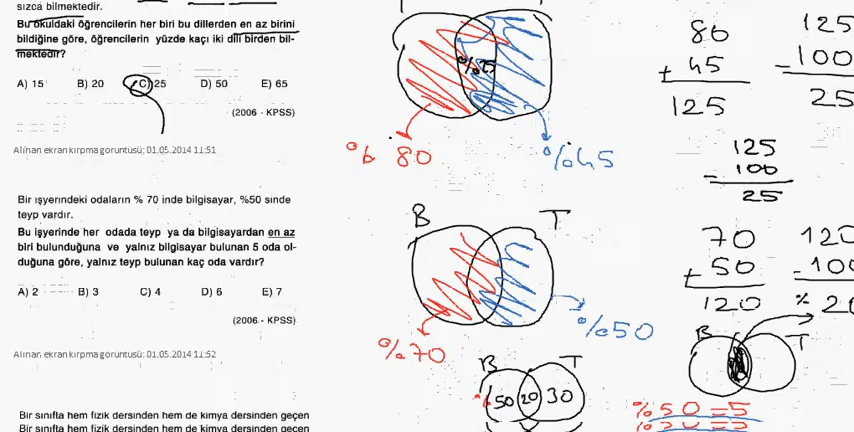 sızca bilmektedir.
Bu okuldaki öğrencilerin her biri bu dillerden en az birini
bildiğine göre, öğrencilerin yüzde kaçı iki dili birden bil-
mektedir?
A) 15 B) 20 C) 25 D) 50 E) 65
(2006 - KPSS)
Alınan ekran kırpma görüntüsü; 01.05.2014 11:51
Bir işyerindeki odaların % 70 inde bilgisayar, %50 sinde
teyp vardır.
Bu işyerinde her odada teyp ya da bilgisayardan en az
biri bulunduğuna ve yalnız bilgisayar bulunan 5 oda ol-
duğuna göre, yalnız teyp bulunan kaç oda vardır?
A) 2 B) 3 C) 4 D) 6 E) 7
(2006 - KPSS)
Alınan ekran kırpma görüntüsü; 01.05.2014 11:52
Bir sınıfta hem fizik dersinden hem de kimya dersinden geçen
Bir sınıfta hem fizik dersinden hem de kimya dersinden geçen
%25
% 80
%45
B T
%70
%50
B T
50 20 30
80
+ 45
125
125
- 100
25
125
- 100
25
70
+ 50
120
120
- 100
% 20
B T
%50=5
%30=3